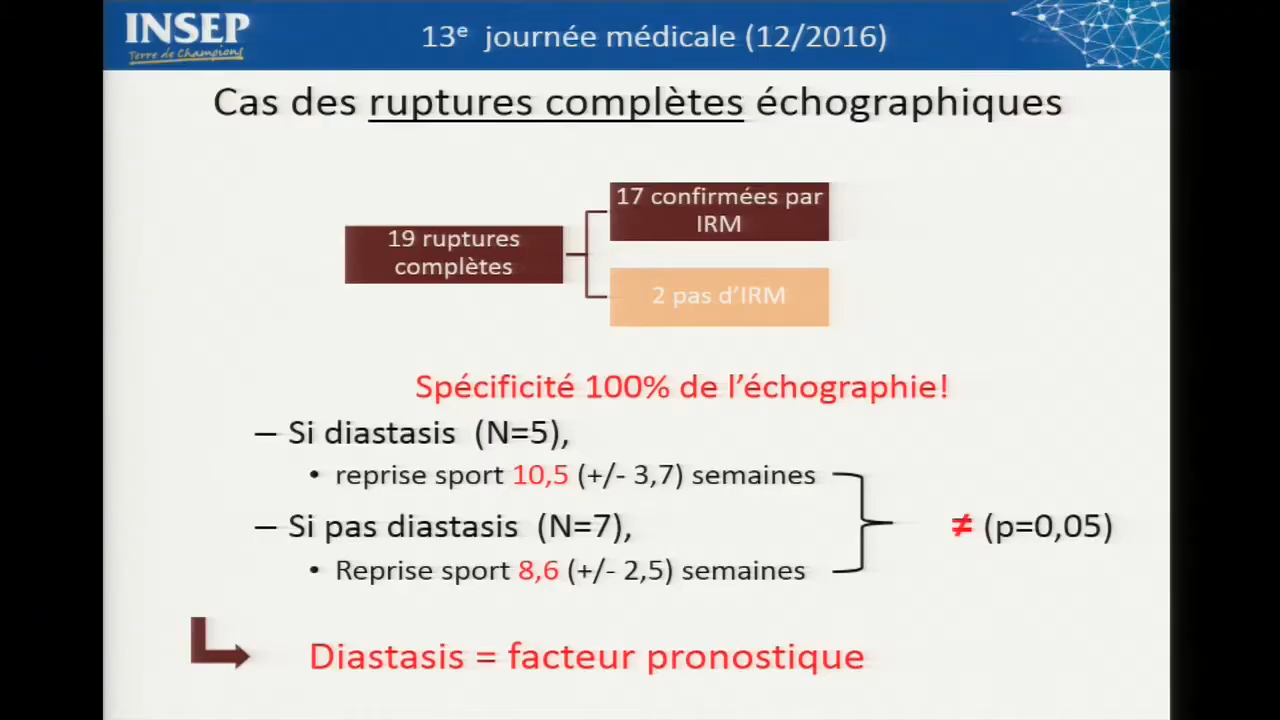 INSEP
Terre de Champions
13e journée médicale (12/2016)
Cas des ruptures complètes échographiques
17 confirmées par
IRM
19 ruptures
complètes
2 pas d'IRM
Spécificité 100% de l'échographie!
– Si diastasis (N=5),
• reprise sport 10,5 (+/- 3,7) semaines
– Si pas diastasis (N=7),
• Reprise sport 8,6 (+/- 2,5) semaines
≠ (p=0,05)
Diastasis = facteur pronostique